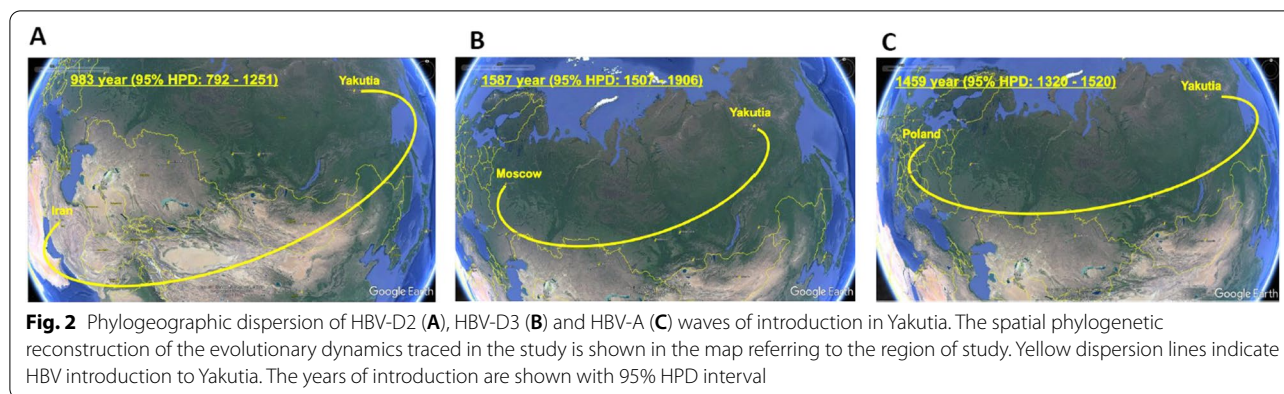 A
B
C
983 year (95% HPD: 792 - 1251)
Yakutia
Iran
Google Earth
1587 year (95% HPD: 1507 - 1906)
Yakutia
Moscow
Google Earth
1459 year (95% HPD: 1320 - 1520)
Yakutia
Poland
Google Earth
Fig. 2 Phylogeographic dispersion of HBV-D2 (A), HBV-D3 (B) and HBV-A (C) waves of introduction in Yakutia. The spatial phylogenetic
reconstruction of the evolutionary dynamics traced in the study is shown in the map referring to the region of study. Yellow dispersion lines indicate
HBV introduction to Yakutia. The years of introduction are shown with 95% HPD interval